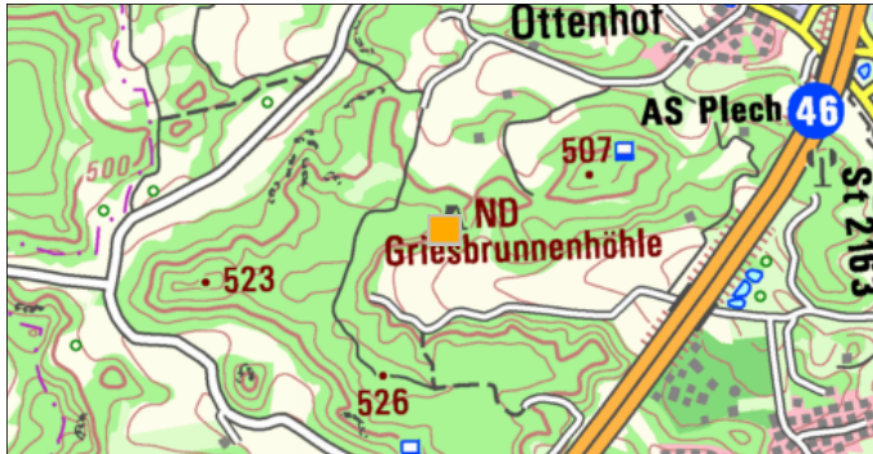 Ottenhof
AS Plech 46
507
500
ND
Griesbrunnenhöhle
St 2163
523
526